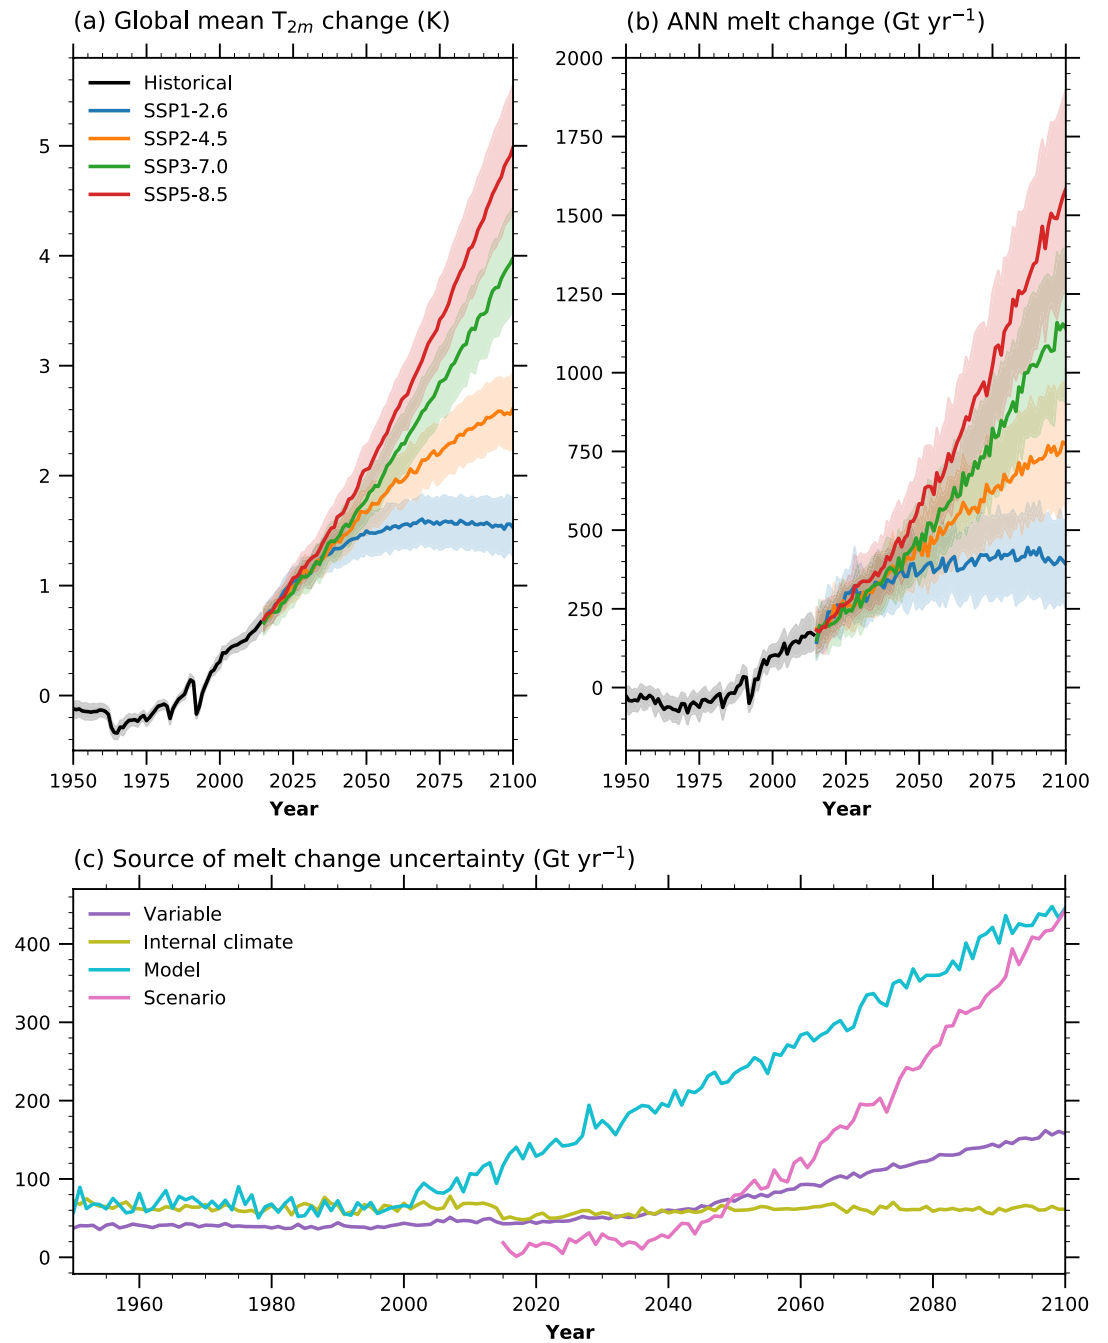 (a) Global mean T2m change (K)
Historical
SSP1-2.6
SSP2-4.5
SSP3-7.0
SSP5-8.5
5
4
3
2
1
0
1950 1975 2000 2025 2050 2075 2100
Year
(b) ANN melt change (Gt yr⁻¹)
2000
1750
1500
1250
1000
750
500
250
0
1950 1975 2000 2025 2050 2075 2100
Year
(c) Source of melt change uncertainty (Gt yr⁻¹)
Variable
Internal climate
Model
Scenario
400
300
200
100
0
1960 1980 2000 2020 2040 2060 2080 2100
Year